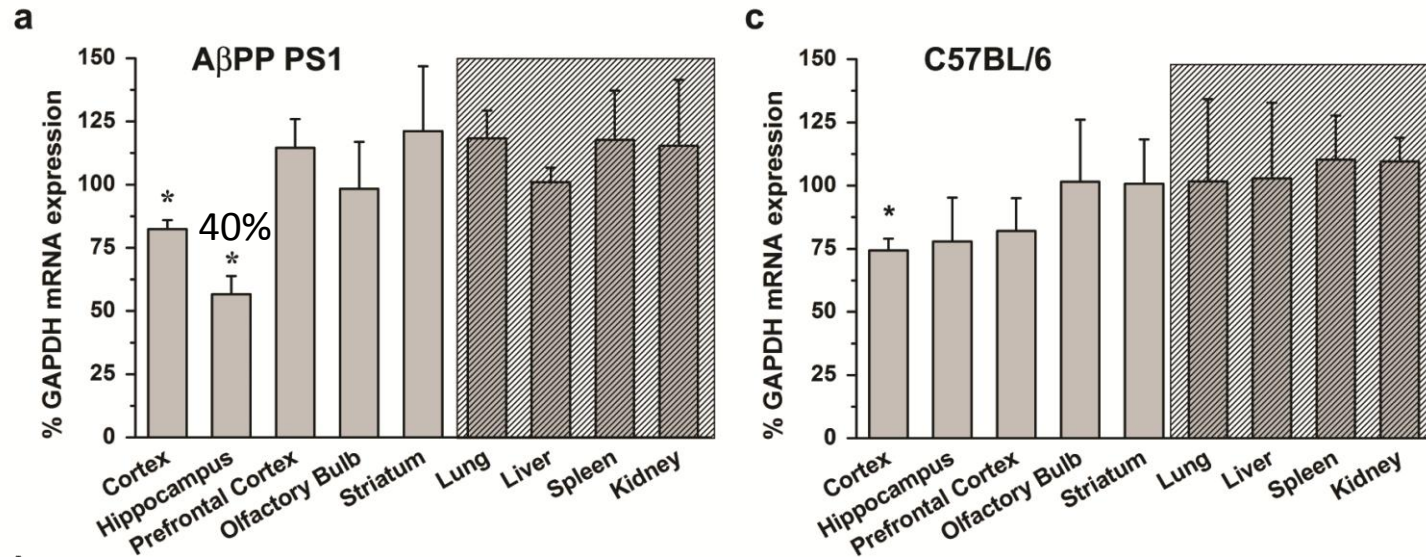 a
AβPP PS1
% GAPDH mRNA expression
150
125
100
75
50
25
0
*
40%
*
Cortex
Hippocampus
Prefrontal Cortex
Olfactory Bulb
Striatum
Lung
Liver
Spleen
Kidney
c
C57BL/6
% GAPDH mRNA expression
150
125
100
75
50
25
0
*
Cortex
Hippocampus
Prefrontal Cortex
Olfactory Bulb
Striatum
Lung
Liver
Spleen
Kidney